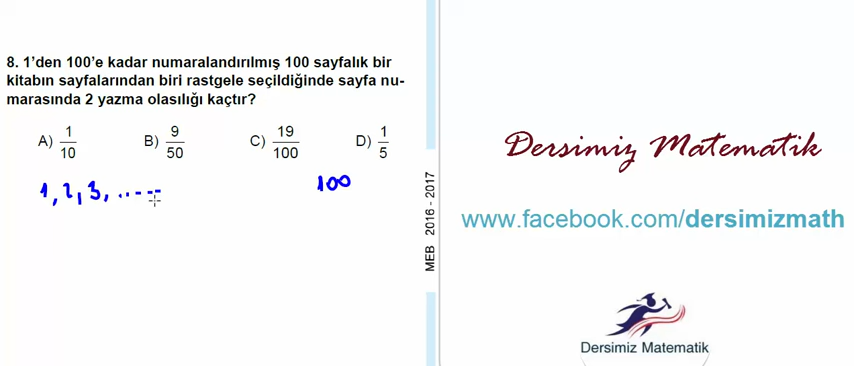 8. 1’den 100’e kadar numaralandırılmış 100 sayfalık bir
kitabın sayfalarından biri rastgele seçildiğinde sayfa nu-
marasında 2 yazma olasılığı kaçtır?
A) 1/10 B) 9/50 C) 19/100 D) 1/5
1, 2, 3, ..---- 100
MEB 2016 - 2017
Dersimiz Matematik
www.facebook.com/dersimizmath
Dersimiz Matematik